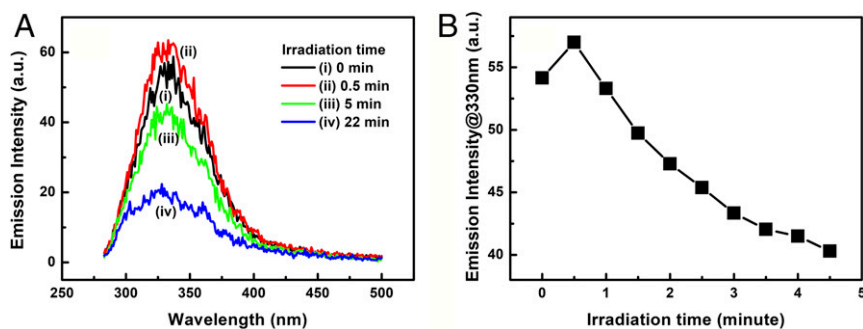 A
Emission Intensity (a.u.)
60
40
20
0
250
300
350
400
450
500
Wavelength (nm)
Irradiation time
(i) 0 min
(ii) 0.5 min
(iii) 5 min
(iv) 22 min
(ii)
(i)
(iii)
(iv)
B
Emission Intensity@330nm (a.u.)
55
50
45
40
0
1
2
3
4
5
Irradiation time (minute)